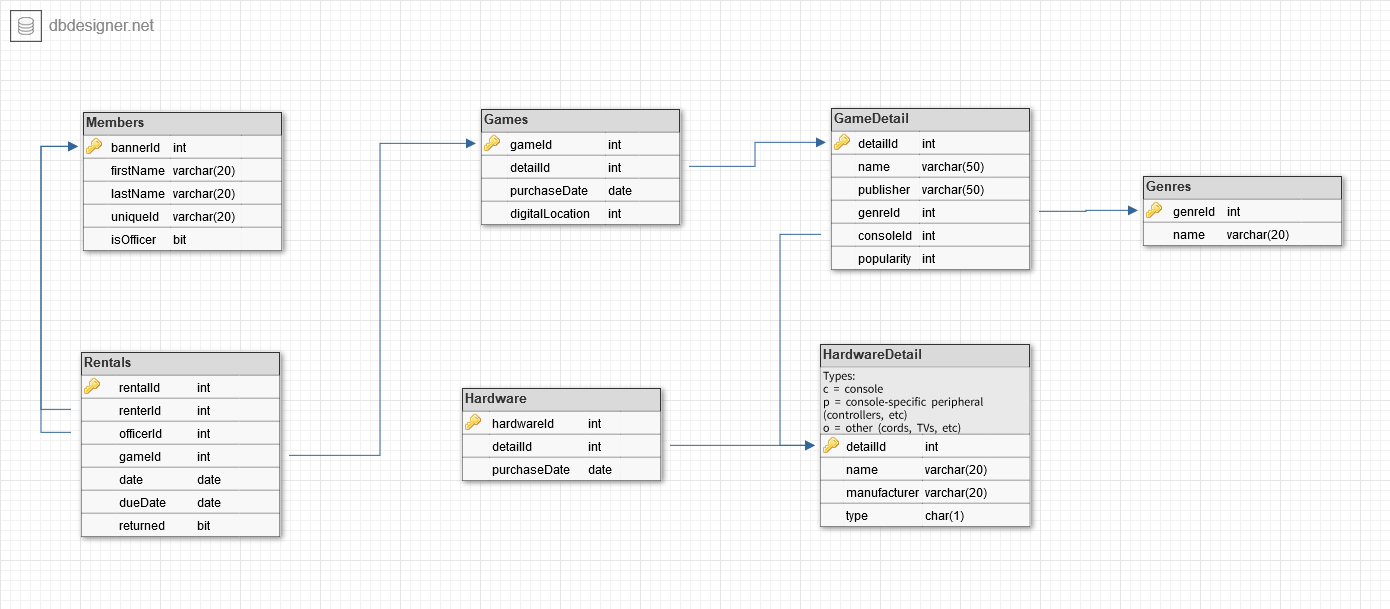 dbdesigner.net
Members
bannerId int
firstName varchar(20)
lastName varchar(20)
uniqueId varchar(20)
isOfficer bit
Games
gameId int
detailId int
purchaseDate date
digitalLocation int
GameDetail
detailId int
name varchar(50)
publisher varchar(50)
genreId int
consoleId int
popularity int
Genres
genreId int
name varchar(20)
Rentals
rentalId int
renterId int
officerId int
gameId int
date date
dueDate date
returned bit
Hardware
hardwareId int
detailId int
purchaseDate date
HardwareDetail
Types:
c = console
p = console-specific peripheral
(controllers, etc)
o = other (cords, TVs, etc)
detailId int
name varchar(20)
manufacturer varchar(20)
type char(1)